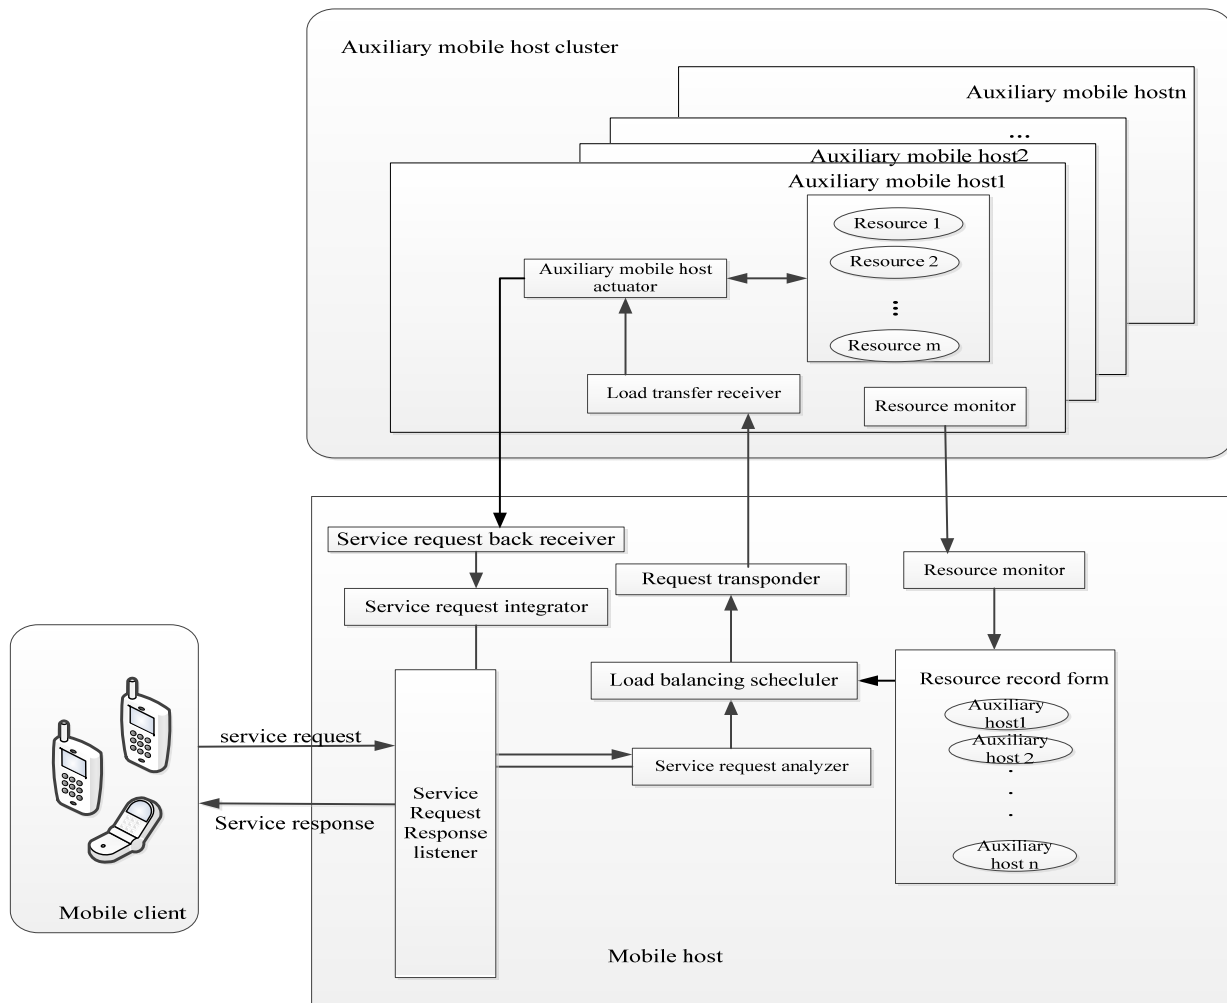 Auxiliary mobile host cluster
Auxiliary mobile hostn
...
Auxiliary mobile host2
Auxiliary mobile host1
Resource 1
Resource 2
...
Resource m
Auxiliary mobile host
actuator
Load transfer receiver
Resource monitor
Service request back receiver
Service request integrator
Request transponder
Resource monitor
Load balancing schecluler
Resource record form
Auxiliary
host1
Auxiliary
host 2
.
.
.
Auxiliary
host n
service request
Service request analyzer
Service response
Service
Request
Response
listener
Mobile client
Mobile host